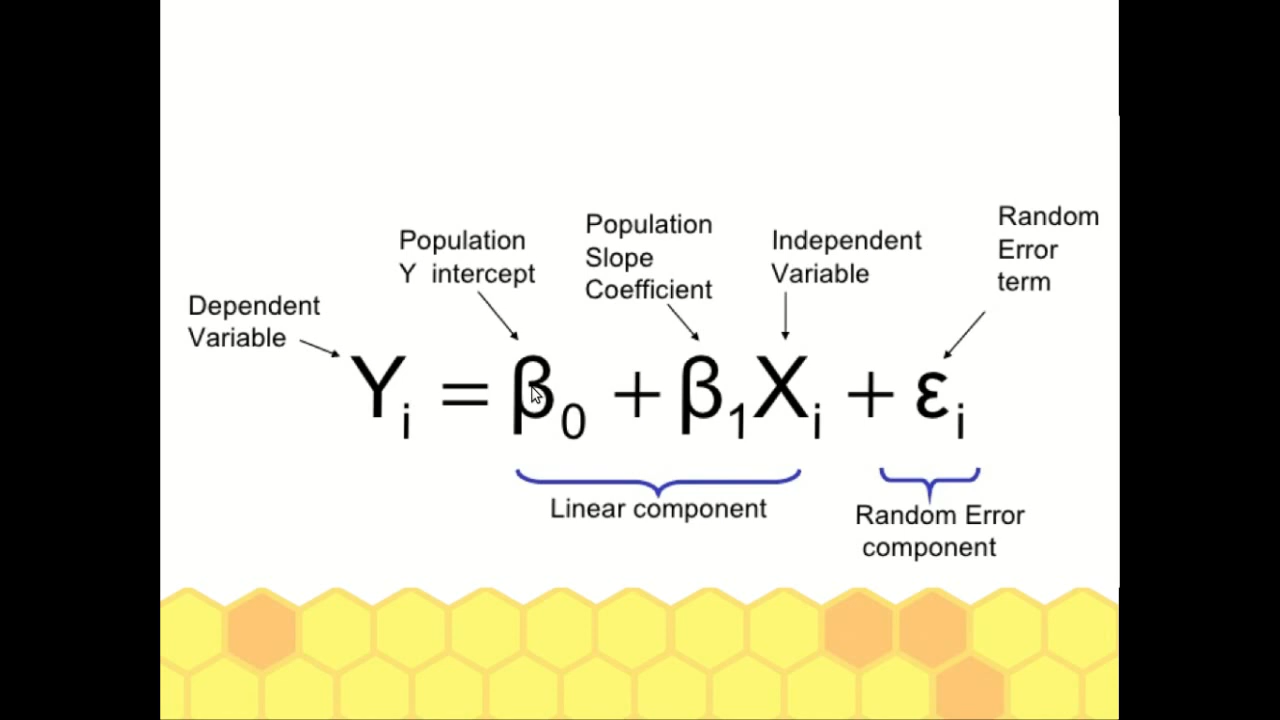 Population
Y intercept
Population
Slope
Coefficient
Independent
Variable
Random
Error
term
Dependent
Variable
Yᵢ = β₀ + β₁Xᵢ + εᵢ
Linear component
Random Error
component